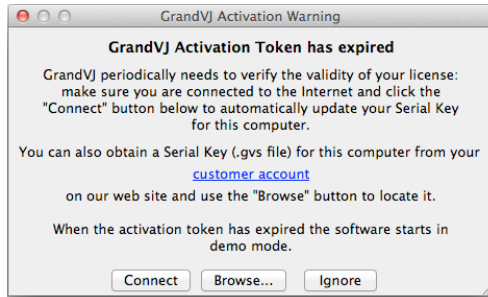 GrandVJ Activation Warning
GrandVJ Activation Token has expired
GrandVJ periodically needs to verify the validity of your license:
make sure you are connected to the Internet and click the
"Connect" button below to automatically update your Serial Key
for this computer.
You can also obtain a Serial Key (.gvs file) for this computer from your
customer account
on our web site and use the "Browse" button to locate it.
When the activation token has expired the software starts in
demo mode.
Connect Browse... Ignore